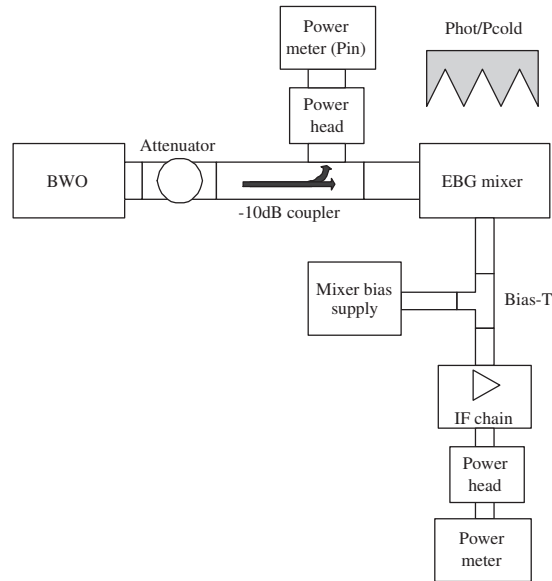 Power
meter (Pin)
Phot/Pcold
Power
head
Attenuator
BWO
EBG mixer
-10dB coupler
Mixer bias
supply
Bias-T
IF chain
Power
head
Power
meter